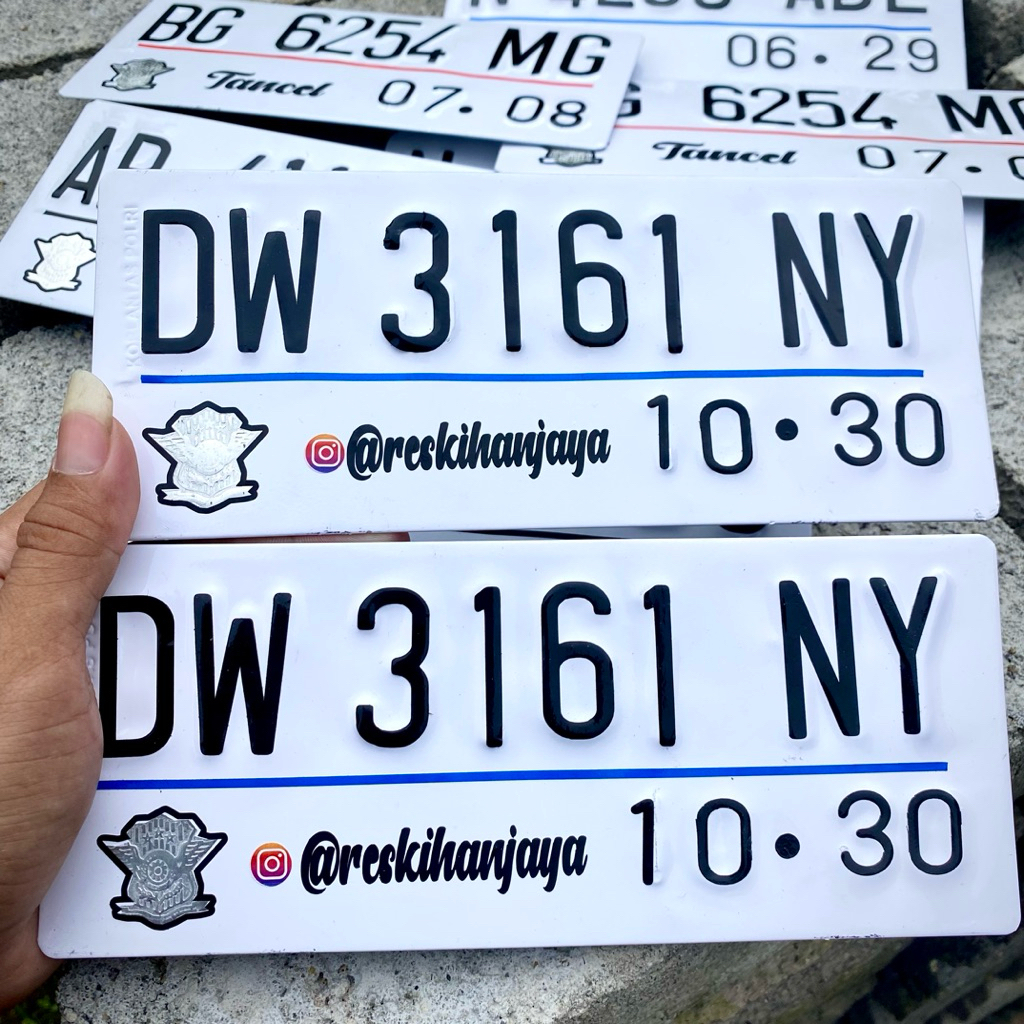 BG 6254 MG
Tancel 07.08
06.29
6254
Tancel 07.
DW 3161 NY
@reskihanjaya 10.30
DW 3161 NY
@reskihanjaya 10.30